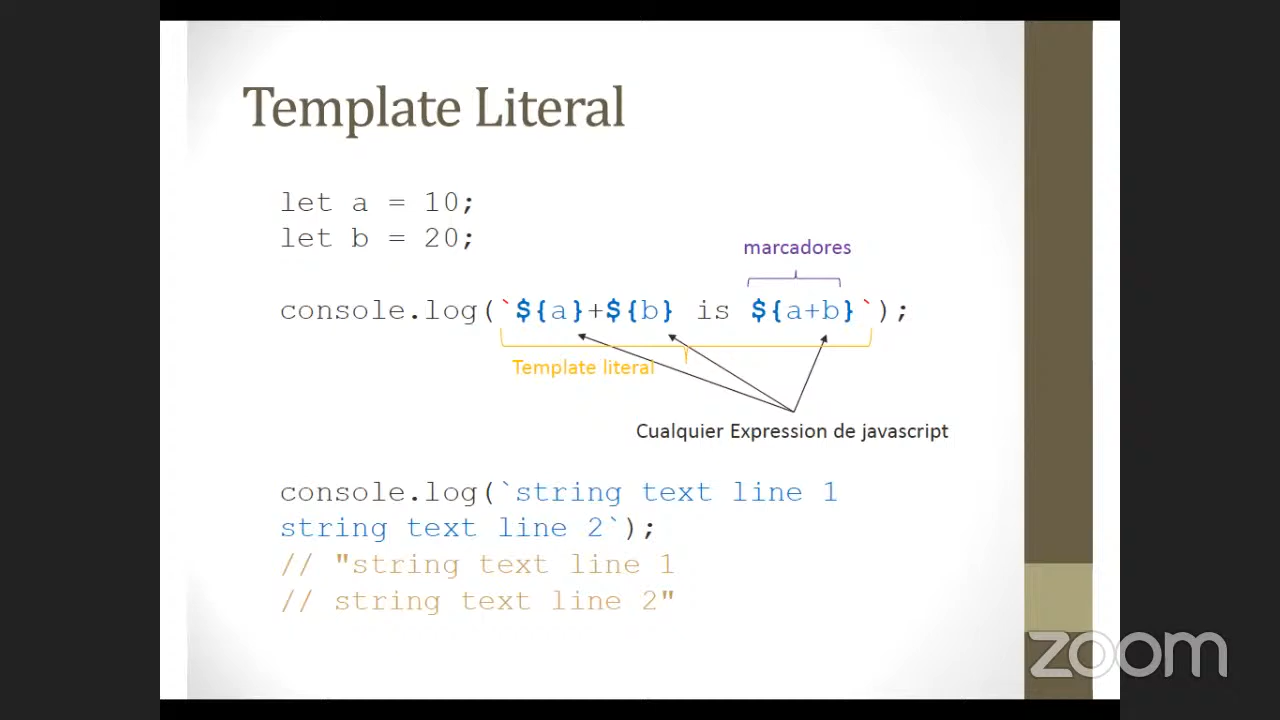 Template Literal
let a = 10;
let b = 20;
marcadores
console.log(`${a}+${b} is ${a+b}`);
Template literal
Cualquier Expression de javascript
console.log(`string text line 1
string text line 2`);
// "string text line 1
// string text line 2"
zoom